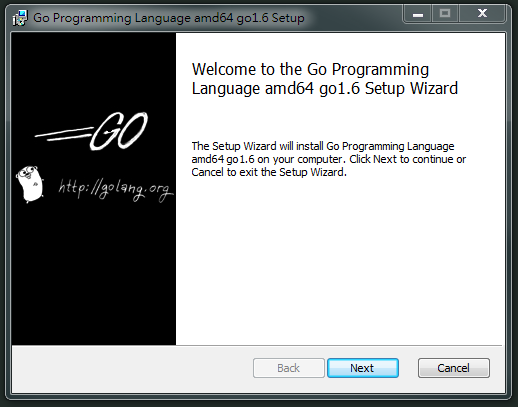 Go Programming Language amd64 go1.6 Setup
GO
http://golang.org
Welcome to the Go Programming
Language amd64 go1.6 Setup Wizard
The Setup Wizard will install Go Programming Language
amd64 go1.6 on your computer. Click Next to continue or
Cancel to exit the Setup Wizard.
Back
Next
Cancel